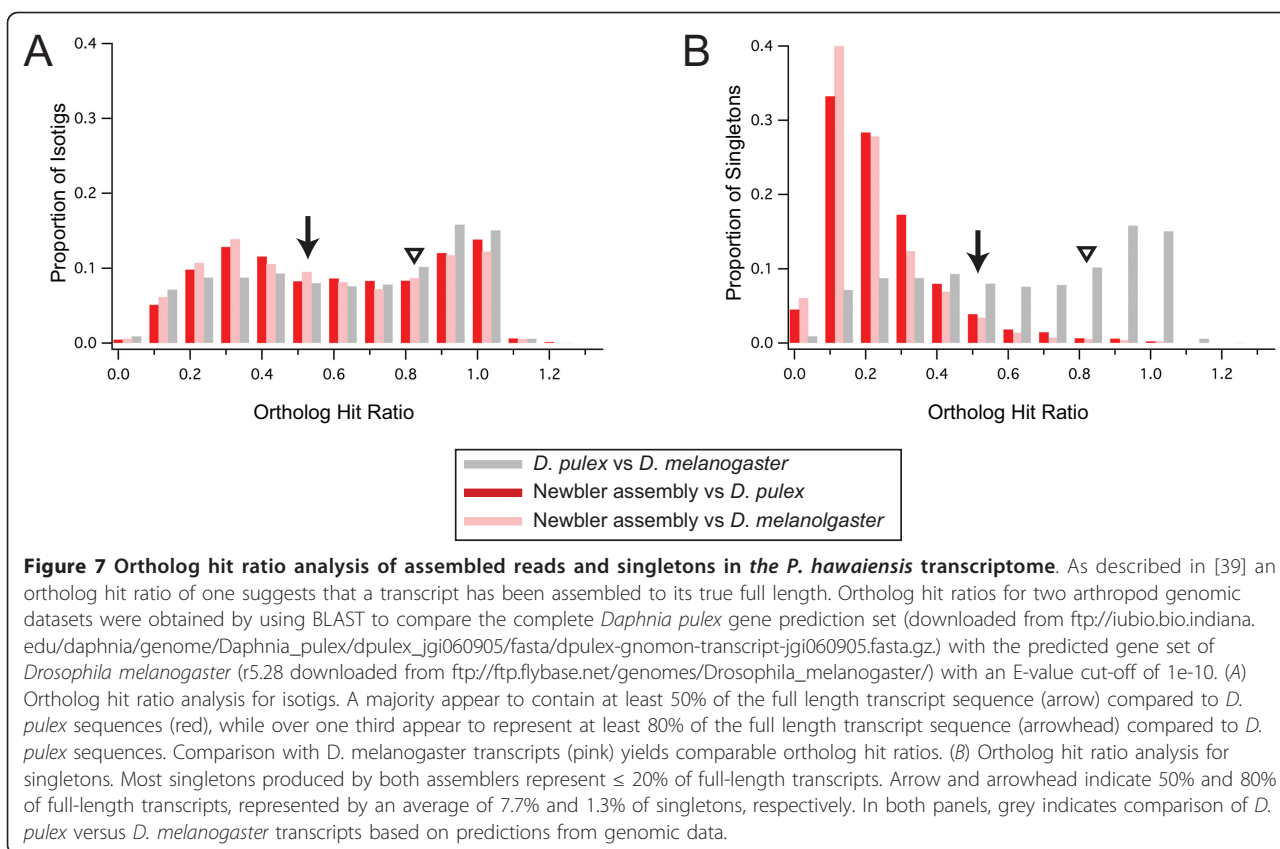 A
B
Proportion of Isotigs
0.4
0.3
0.2
0.1
0.0
0.0 0.2 0.4 0.6 0.8 1.0 1.2
Ortholog Hit Ratio
Proportion of Singletons
0.4
0.3
0.2
0.1
0.0
0.0 0.2 0.4 0.6 0.8 1.0 1.2
Ortholog Hit Ratio
D. pulex vs D. melanogaster
Newbler assembly vs D. pulex
Newbler assembly vs D. melanolgaster
Figure 7 Ortholog hit ratio analysis of assembled reads and singletons in the P. hawaiensis transcriptome. As described in [39] an
ortholog hit ratio of one suggests that a transcript has been assembled to its true full length. Ortholog hit ratios for two arthropod genomic
datasets were obtained by using BLAST to compare the complete Daphnia pulex gene prediction set (downloaded from ftp://iubio.bio.indiana.
edu/daphnia/genome/Daphnia_pulex/dpulex_jgi060905/fasta/dpulex-gnomon-transcript-jgi060905.fasta.gz.) with the predicted gene set of
Drosophila melanogaster (r5.28 downloaded from ftp://ftp.flybase.net/genomes/Drosophila_melanogaster/) with an E-value cut-off of 1e-10. (A)
Ortholog hit ratio analysis for isotigs. A majority appear to contain at least 50% of the full length transcript sequence (arrow) compared to D.
pulex sequences (red), while over one third appear to represent at least 80% of the full length transcript sequence (arrowhead) compared to D.
pulex sequences. Comparison with D. melanogaster transcripts (pink) yields comparable ortholog hit ratios. (B) Ortholog hit ratio analysis for
singletons. Most singletons produced by both assemblers represent ≤ 20% of full-length transcripts. Arrow and arrowhead indicate 50% and 80%
of full-length transcripts, represented by an average of 7.7% and 1.3% of singletons, respectively. In both panels, grey indicates comparison of D.
pulex versus D. melanogaster transcripts based on predictions from genomic data.